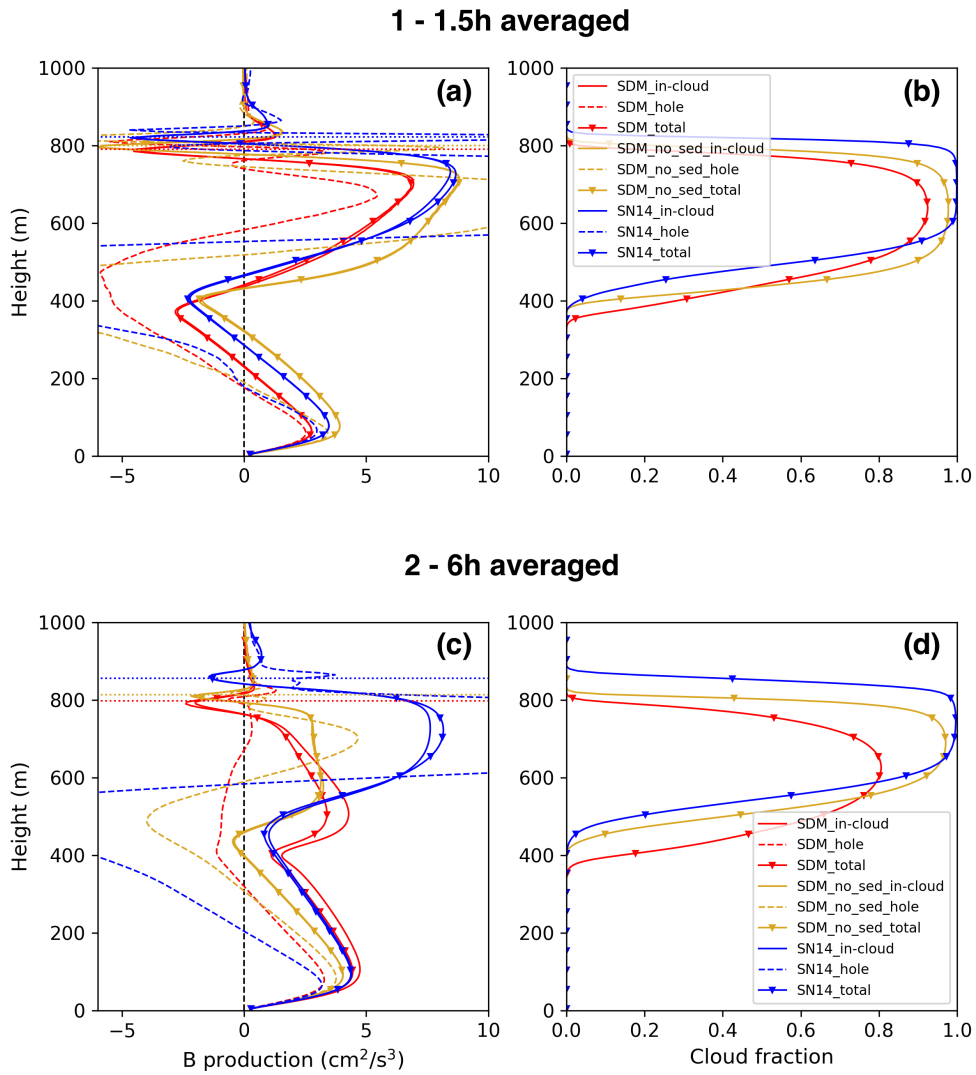 1 - 1.5h averaged
(a)
(b)
1000
800
600
400
200
0
Height (m)
−5
0
5
10
1000
800
600
400
200
0
0.0
0.2
0.4
0.6
0.8
1.0
SDM_in-cloud
SDM_hole
SDM_total
SDM_no_sed_in-cloud
SDM_no_sed_hole
SDM_no_sed_total
SN14_in-cloud
SN14_hole
SN14_total
2 - 6h averaged
(c)
(d)
1000
800
600
400
200
0
Height (m)
−5
0
5
10
B production (cm²/s³)
1000
800
600
400
200
0
0.0
0.2
0.4
0.6
0.8
1.0
Cloud fraction
SDM_in-cloud
SDM_hole
SDM_total
SDM_no_sed_in-cloud
SDM_no_sed_hole
SDM_no_sed_total
SN14_in-cloud
SN14_hole
SN14_total